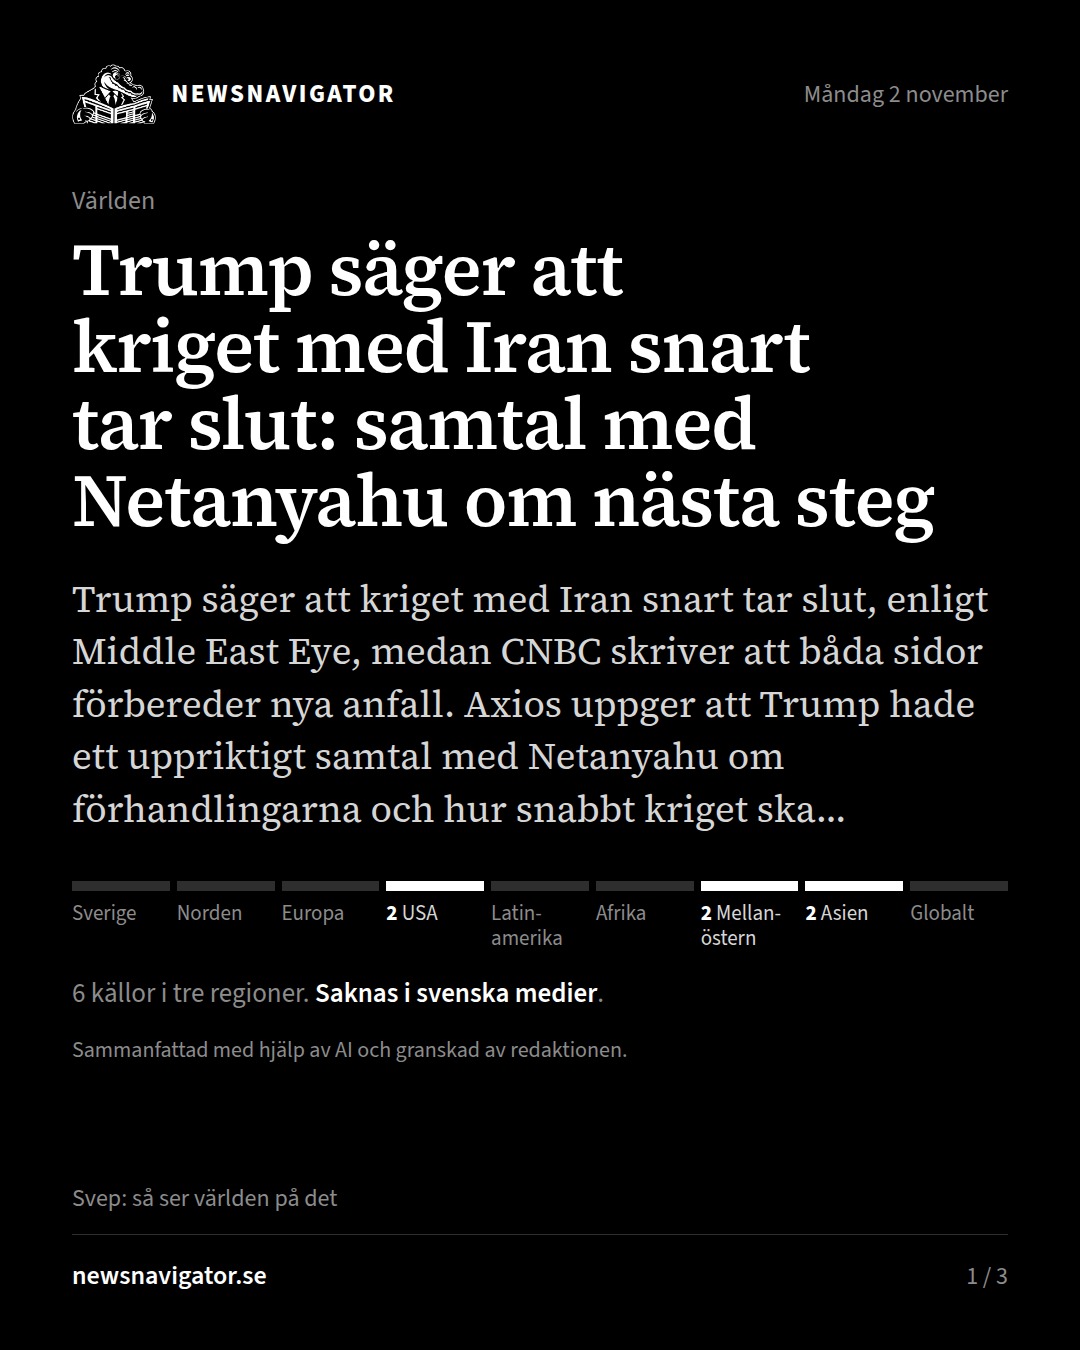 NEWSNAVIGATOR
Måndag 2 november
Världen
Trump säger att
kriget med Iran snart
tar slut: samtal med
Netanyahu om nästa steg
Trump säger att kriget med Iran snart tar slut, enligt
Middle East Eye, medan CNBC skriver att båda sidor
förbereder nya anfall. Axios uppger att Trump hade
ett uppriktigt samtal med Netanyahu om
förhandlingarna och hur snabbt kriget ska...
Sverige
Norden
Europa
2 USA
Latin-
amerika
Afrika
2 Mellan-
östern
2 Asien
Globalt
6 källor i tre regioner. Saknas i svenska medier.
Sammanfattad med hjälp av AI och granskad av redaktionen.
Svep: så ser världen på det
newsnavigator.se
1 / 3